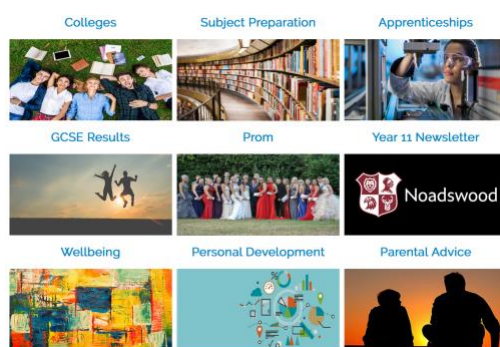 Colleges
Subject Preparation
Apprenticeships
GCSE Results
Prom
Year 11 Newsletter
Noadswood
Wellbeing
Personal Development
Parental Advice